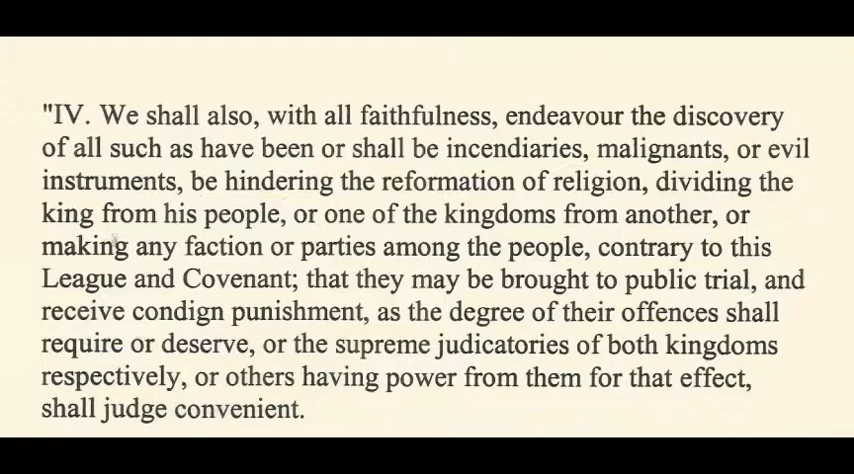 "IV. We shall also, with all faithfulness, endeavour the discovery
of all such as have been or shall be incendiaries, malignants, or evil
instruments, be hindering the reformation of religion, dividing the
king from his people, or one of the kingdoms from another, or
making any faction or parties among the people, contrary to this
League and Covenant; that they may be brought to public trial, and
receive condign punishment, as the degree of their offences shall
require or deserve, or the supreme judicatories of both kingdoms
respectively, or others having power from them for that effect,
shall judge convenient.